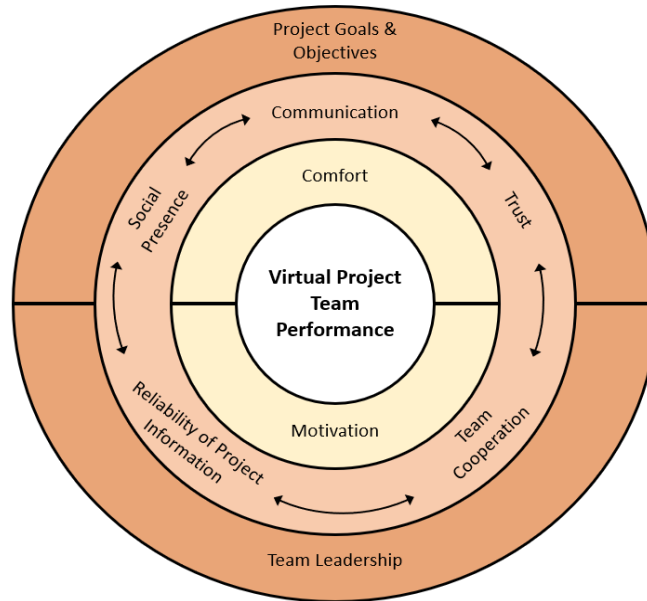 Project Goals &
Objectives
Communication
Comfort
Social
Presence
Trust
Virtual Project
Team
Performance
Reliability of Project
Information
Motivation
Team
Cooperation
Team Leadership